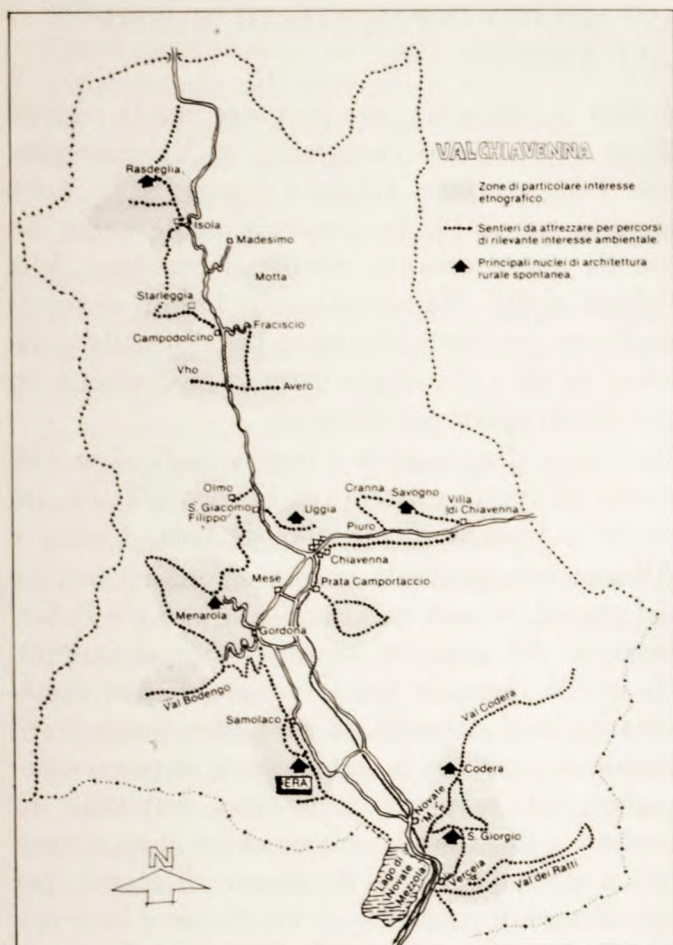 VALCHIAVENNA
Zone di particolare interesse
etnografico.
Sentieri da attrezzare per percorsi
di rilevante interesse ambientale.
Principali nuclei di architettura
rurale spontanea.
Rasdeglia
Isola
Madesimo
Motta
Starleggia
Fraciscio
Campodolcino
Vho
Avero
Olmo
S. Giacomo
Filippo
Uggia
Cranna
Savogno
Villa
di Chiavenna
Piuro
Chiavenna
Mese
Prata Camportaccio
Menarola
Gordona
Val Bodengo
Samolaco
ERA
Val Codera
Codera
Novate
M.
S. Giorgio
Verceia
Val dei Ratti
Lago di
Novate
Mezzola
N